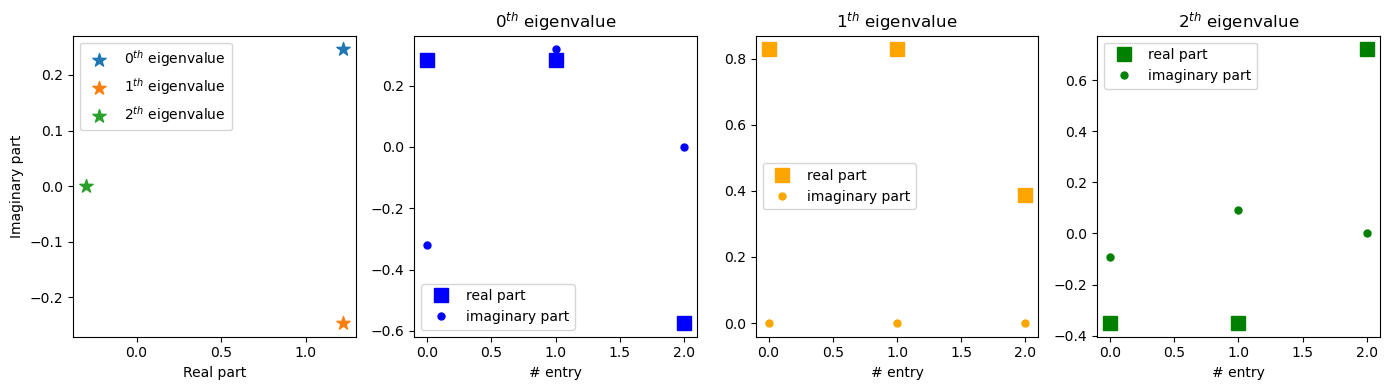 0th eigenvalue
1th eigenvalue
2th eigenvalue
Imaginary part
0.2
0.1
0.0
−0.1
−0.2
0.0 0.5 1.0
Real part
0th eigenvalue
real part
imaginary part
0.2
0.0
−0.2
−0.4
−0.6
0.0 0.5 1.0 1.5 2.0
# entry
1th eigenvalue
real part
imaginary part
0.8
0.6
0.4
0.2
0.0
0.0 0.5 1.0 1.5 2.0
# entry
2th eigenvalue
real part
imaginary part
0.6
0.4
0.2
0.0
−0.2
−0.4
0.0 0.5 1.0 1.5 2.0
# entry